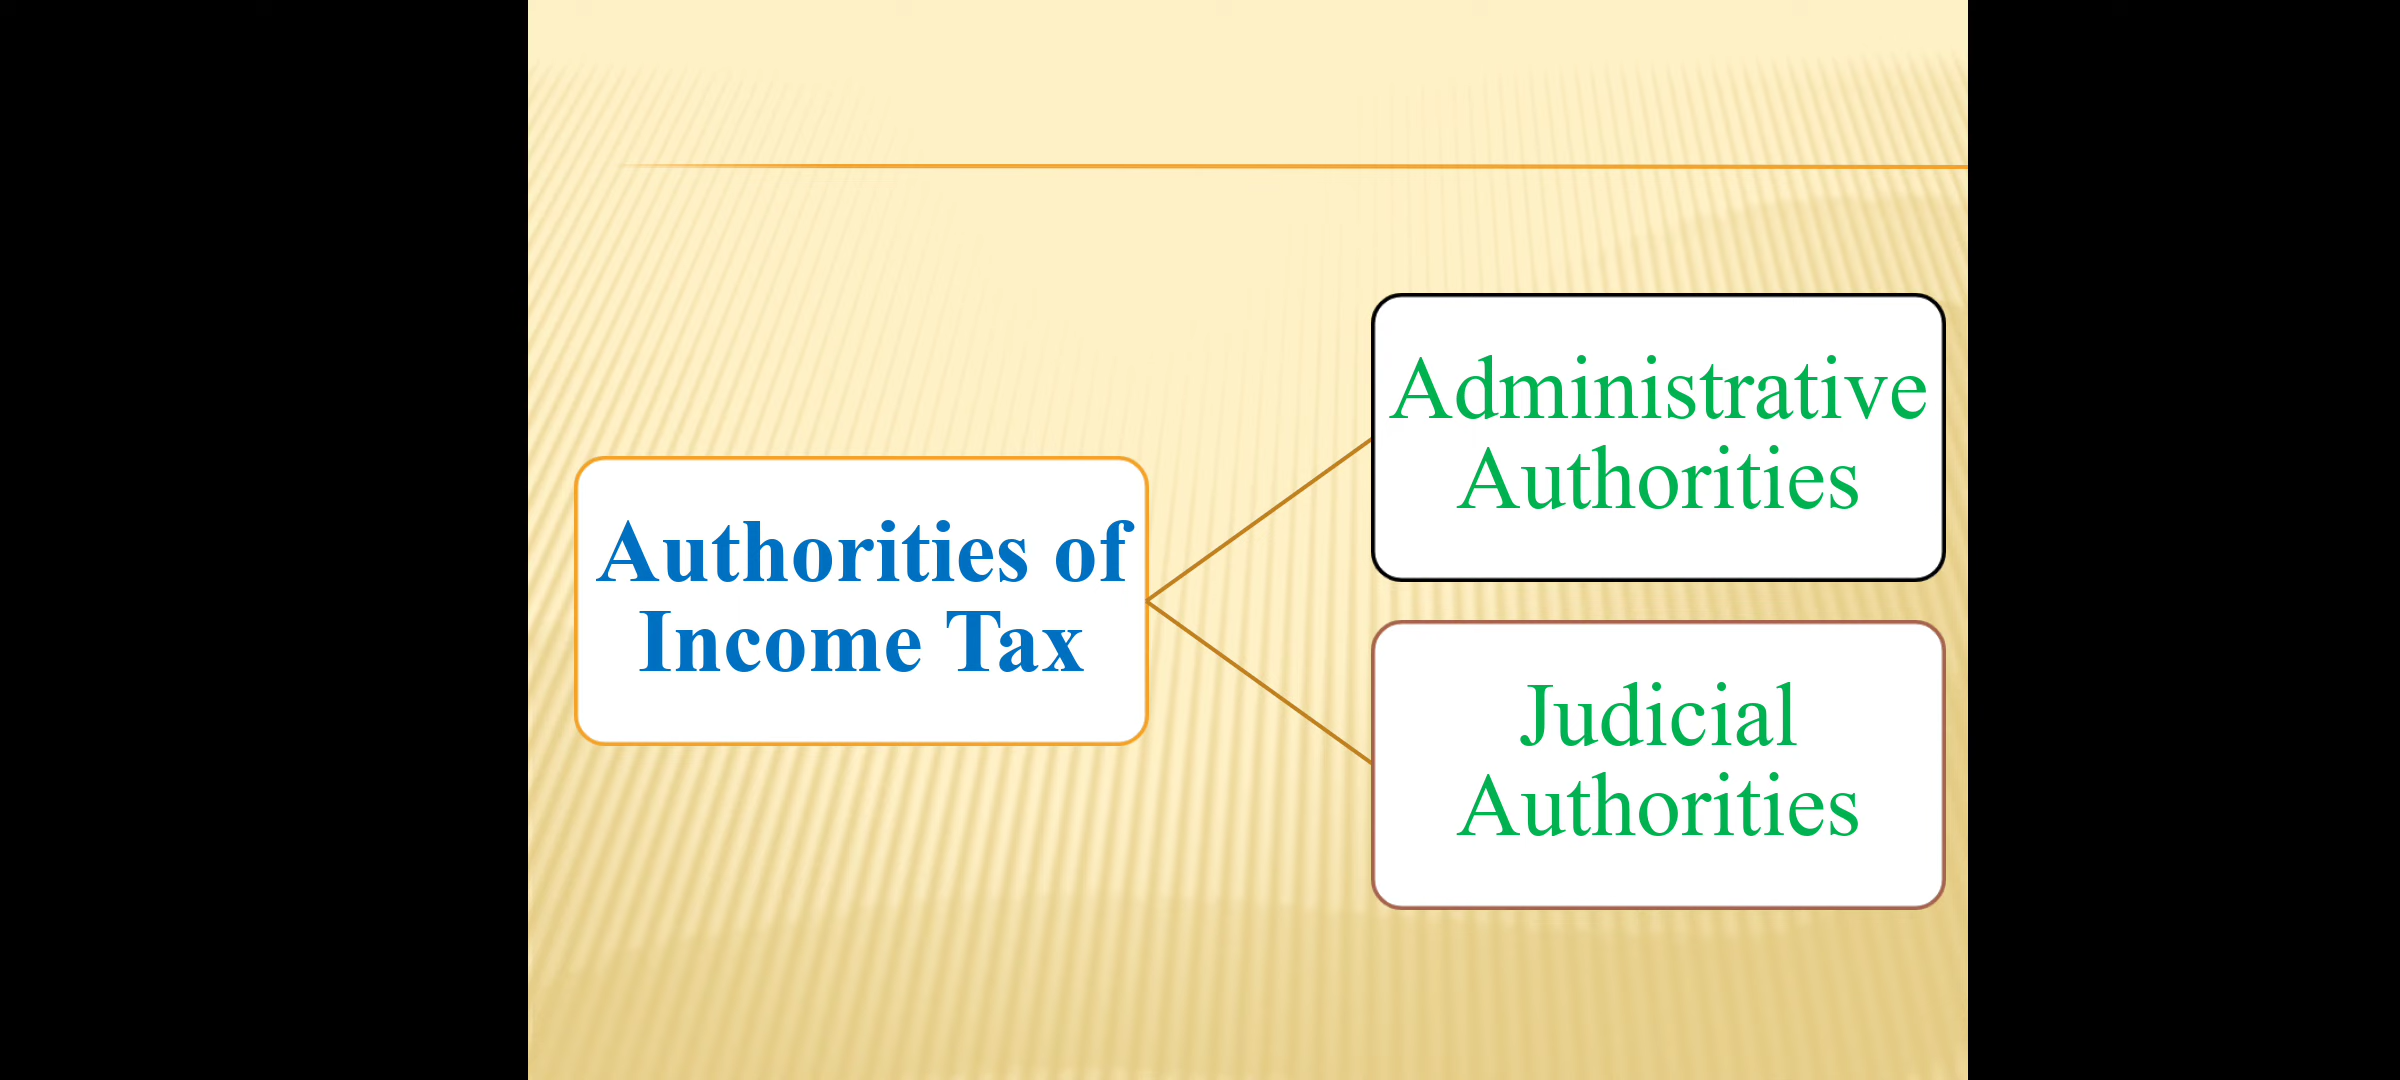 Authorities of
Income Tax
Administrative
Authorities
Judicial
Authorities